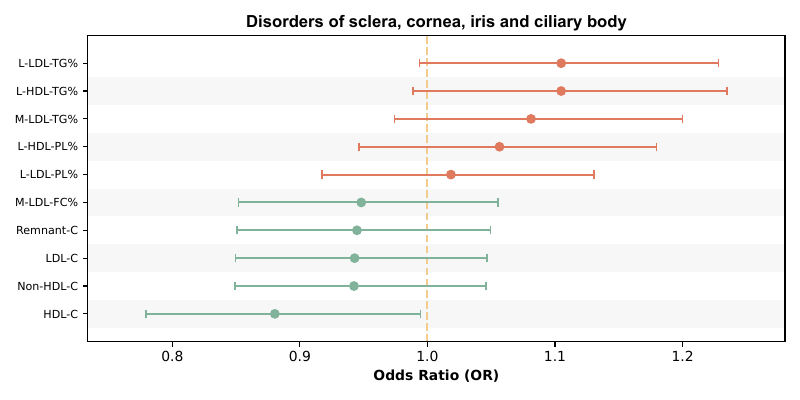 Disorders of sclera, cornea, iris and ciliary body
L-LDL-TG%
L-HDL-TG%
M-LDL-TG%
L-HDL-PL%
L-LDL-PL%
M-LDL-FC%
Remnant-C
LDL-C
Non-HDL-C
HDL-C
0.8 0.9 1.0 1.1 1.2
Odds Ratio (OR)